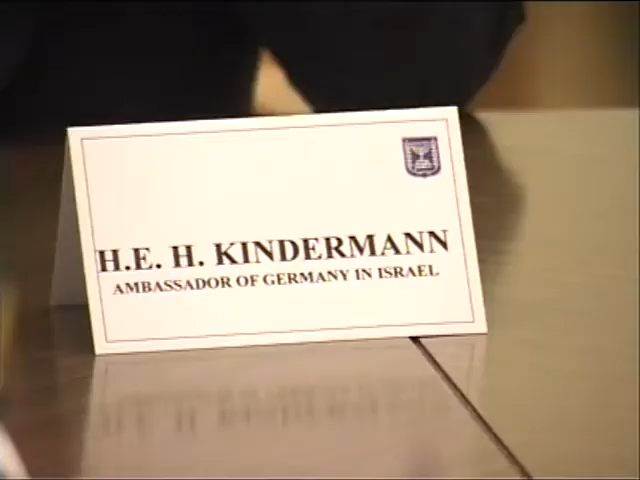 H.E. H. KINDERMANN
AMBASSADOR OF GERMANY IN ISRAEL